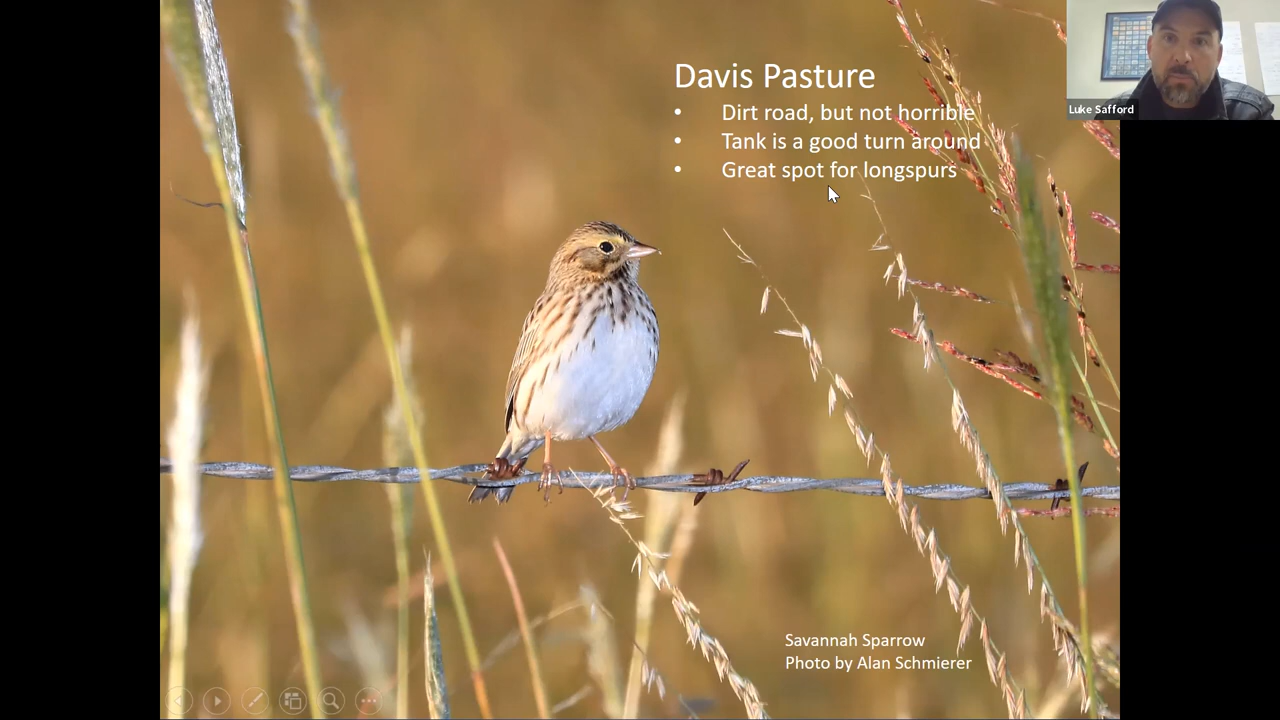 Davis Pasture
• Dirt road, but not horrible
• Tank is a good turn around
• Great spot for longspurs
Luke Safford
Savannah Sparrow
Photo by Alan Schmierer